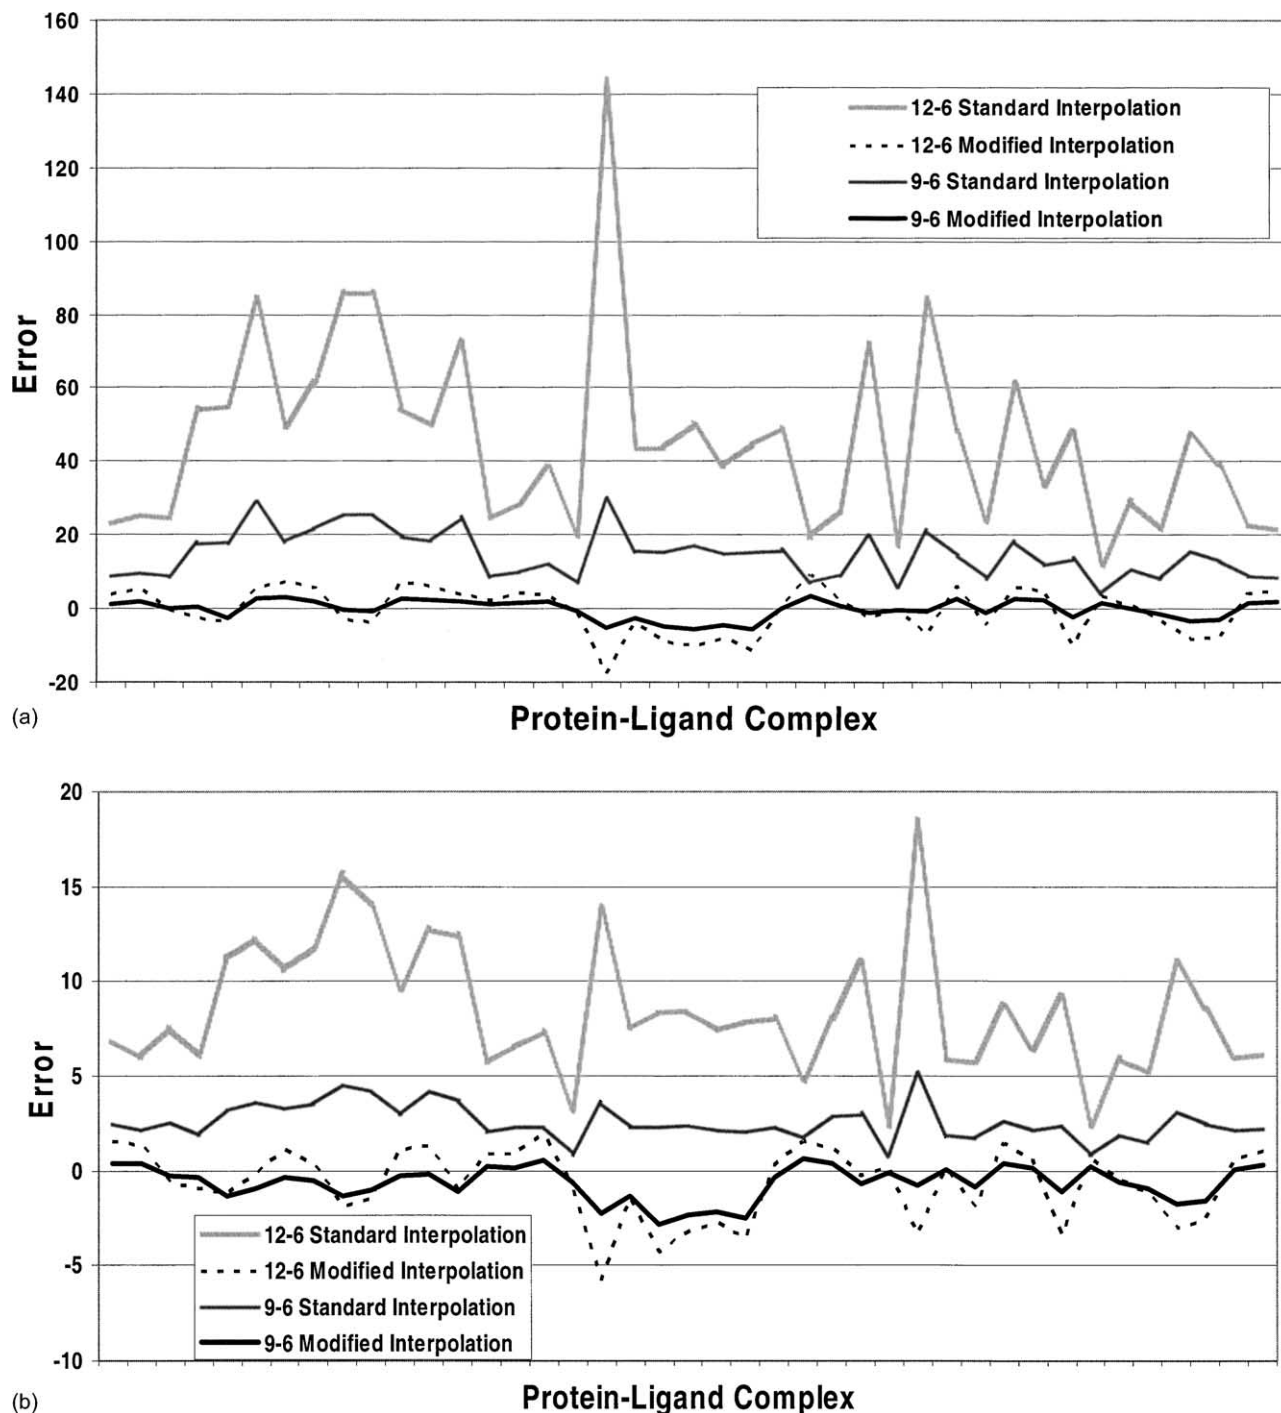 160
140
120
100
80
60
40
20
0
-20
Error
12-6 Standard Interpolation
12-6 Modified Interpolation
9-6 Standard Interpolation
9-6 Modified Interpolation
(a)
Protein-Ligand Complex
20
15
10
5
0
-5
-10
Error
12-6 Standard Interpolation
12-6 Modified Interpolation
9-6 Standard Interpolation
9-6 Modified Interpolation
(b)
Protein-Ligand Complex